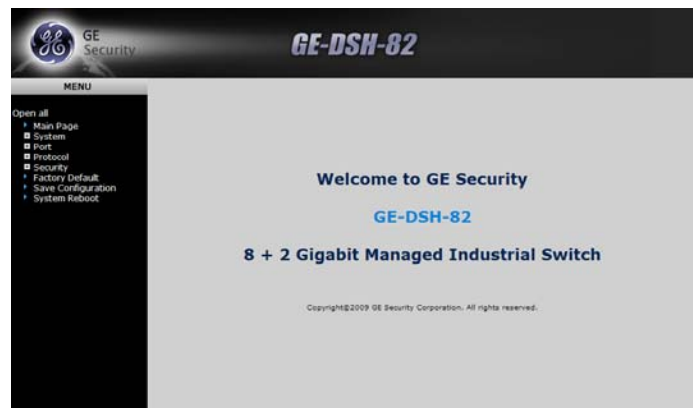 GE
Security
GE-DSH-82
MENU
Open all
Main Page
System
Port
Protocol
Security
Factory Default
Save Configuration
System Reboot
Welcome to GE Security
GE-DSH-82
8 + 2 Gigabit Managed Industrial Switch
Copyright©2009 GE Security Corporation. All rights reserved.